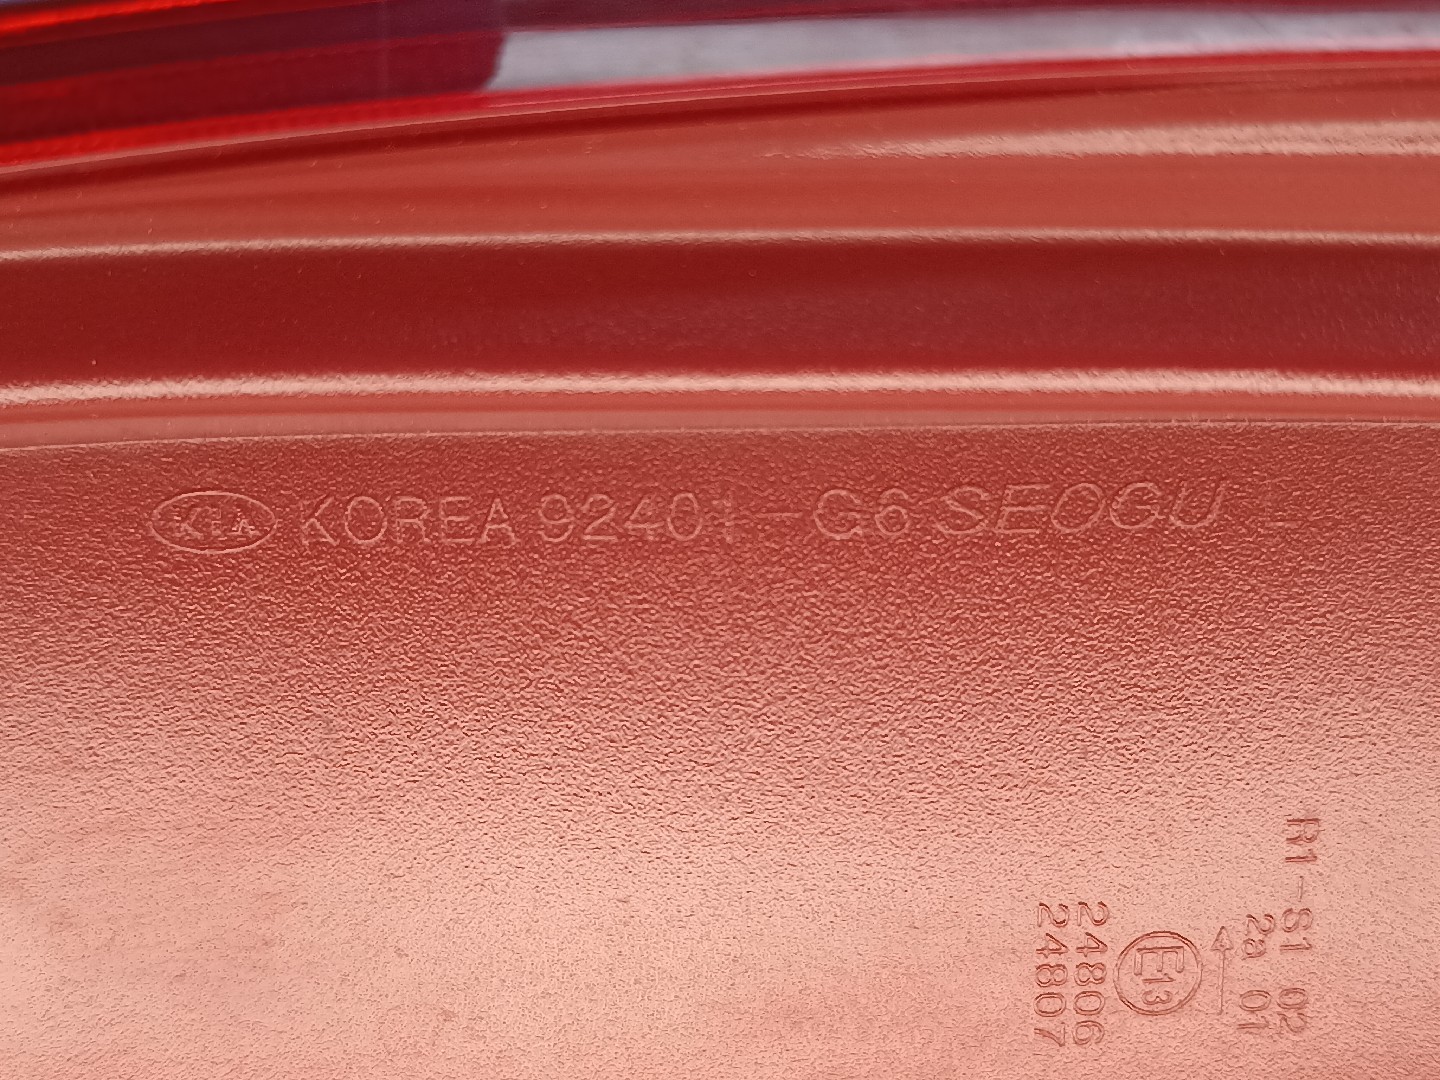 KIA KOREA 92401-G6 SEOGU L
R1-S1 02
2a 01
E13
24806
24807